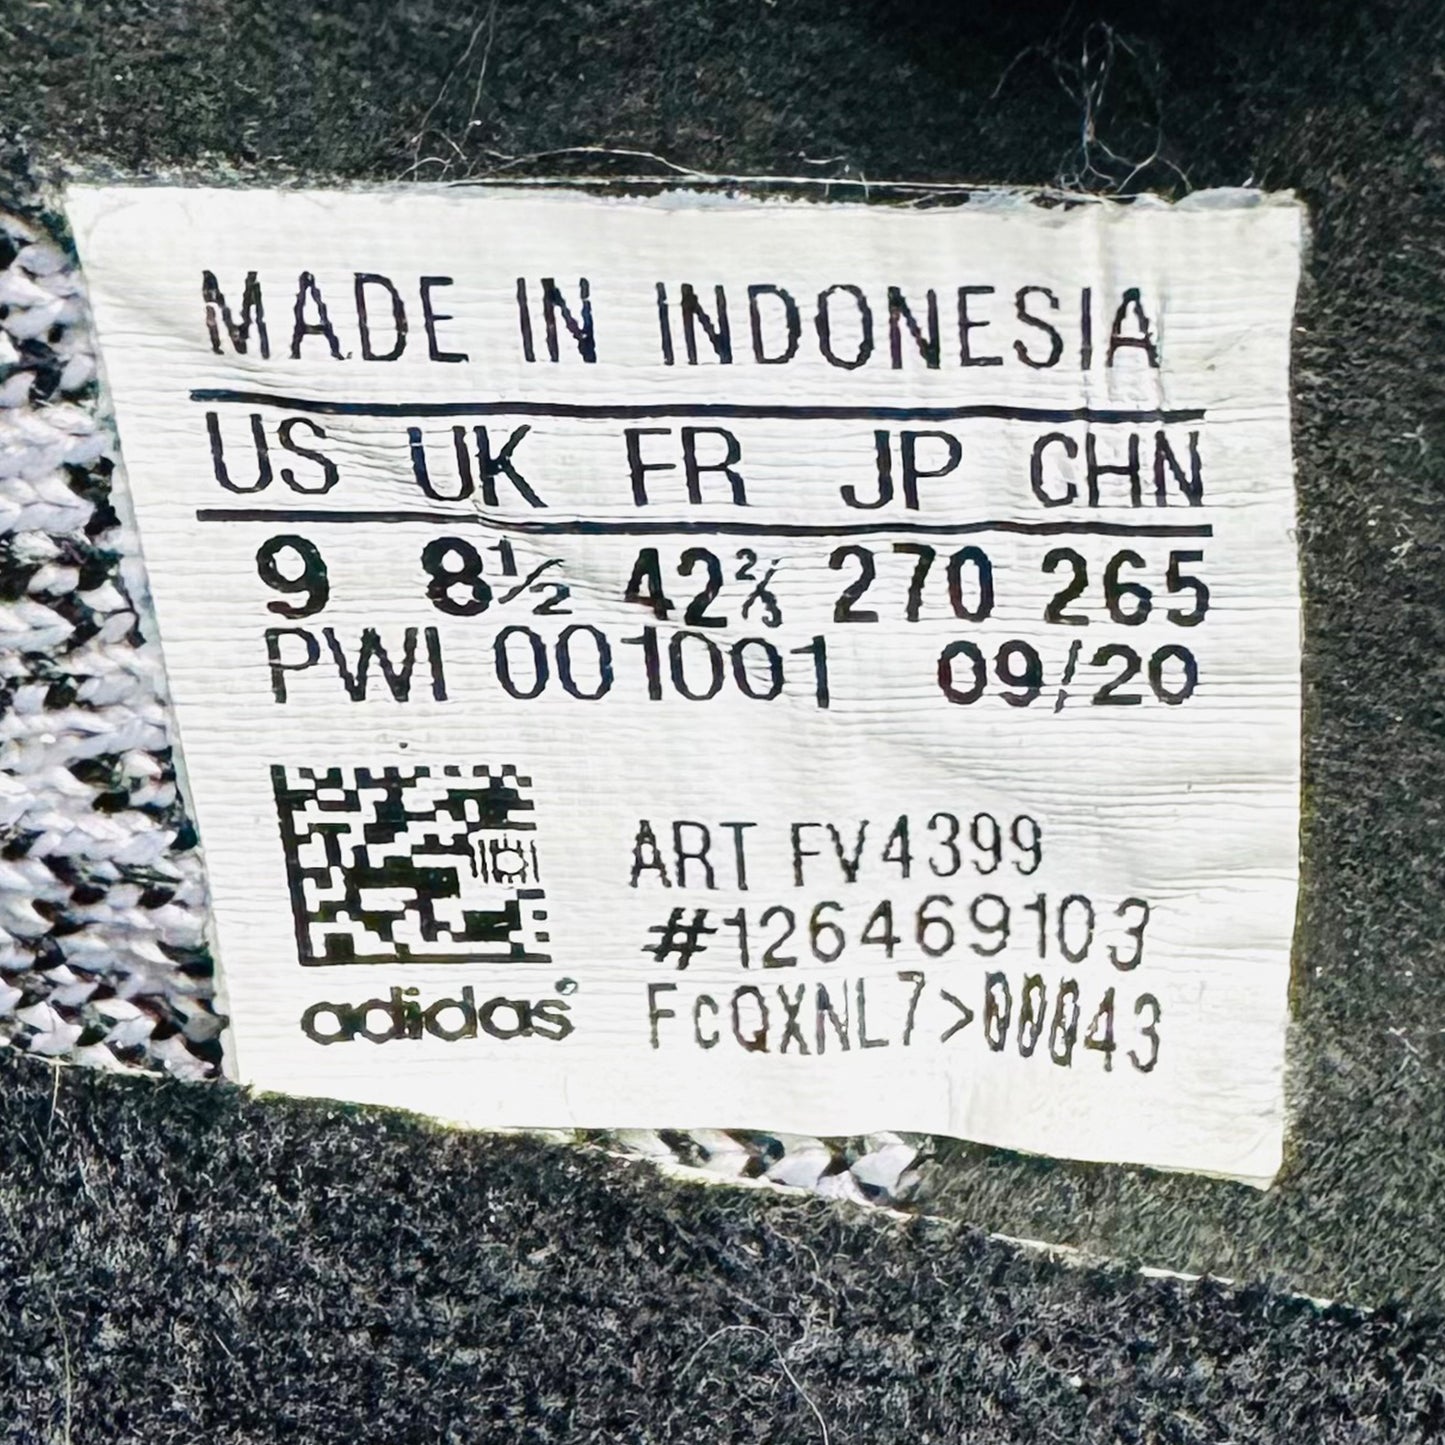 MADE IN INDONESIA
US UK FR JP CHN
9 8½ 42⅔ 270 265
PWI 001001 09/20
ART FV4399
#126469103
adidas® FcQXNL7>00043